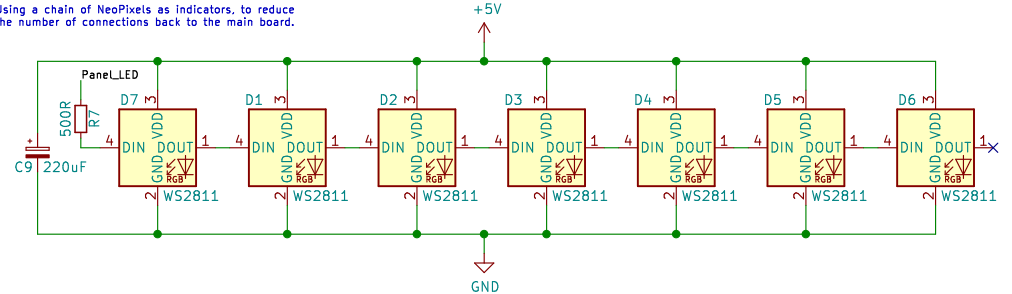 Using a chain of NeoPixels as indicators, to reduce
the number of connections back to the main board.
+5V
Panel_LED
500R
R7
C9 220uF
D7 3 VDD 4 DIN DOUT 1 GND RGB 2 WS2811
D1 3 VDD 4 DIN DOUT 1 GND RGB 2 WS2811
D2 3 VDD 4 DIN DOUT 1 GND RGB 2 WS2811
D3 3 VDD 4 DIN DOUT 1 GND RGB 2 WS2811
D4 3 VDD 4 DIN DOUT 1 GND RGB 2 WS2811
D5 3 VDD 4 DIN DOUT 1 GND RGB 2 WS2811
D6 3 VDD 4 DIN DOUT 1 GND RGB 2 WS2811
GND